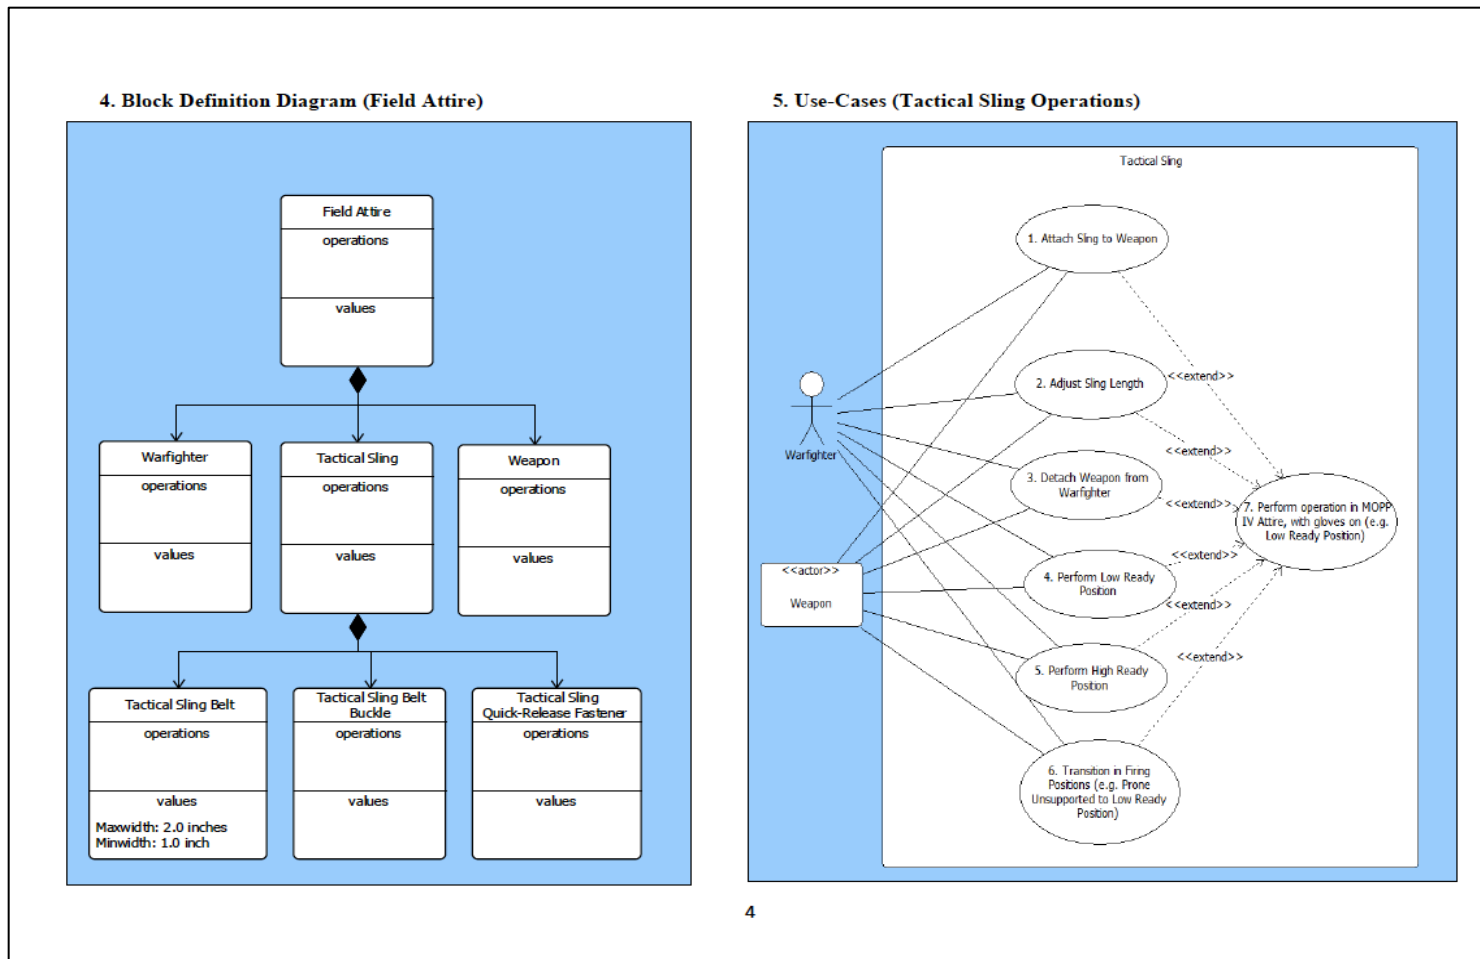 4. Block Definition Diagram (Field Attire)
Field Attire
operations
values
Warfighter
operations
values
Tactical Sling
operations
values
Weapon
operations
values
Tactical Sling Belt
operations
values
Maxwidth: 2.0 inches
Minwidth: 1.0 inch
Tactical Sling Belt
Buckle
operations
values
Tactical Sling
Quick-Release Fastener
operations
values
5. Use-Cases (Tactical Sling Operations)
Tactical Sling
1. Attach Sling to Weapon
2. Adjust Sling Length
<<extend>>
Warfighter
<<extend>>
3. Detach Weapon from
Warfighter
<<extend>>
7. Perform operation in MOPP
IV Attre, with gloves on (e.g.
Low Ready Position)
<<extend>>
<<actor>>
Weapon
4. Perform Low Ready
Position
<<extend>>
<<extend>>
5. Perform High Ready
Position
6. Transition in Firing
Positions (e.g. Prone
Unsupported to Low Ready
Position)
4